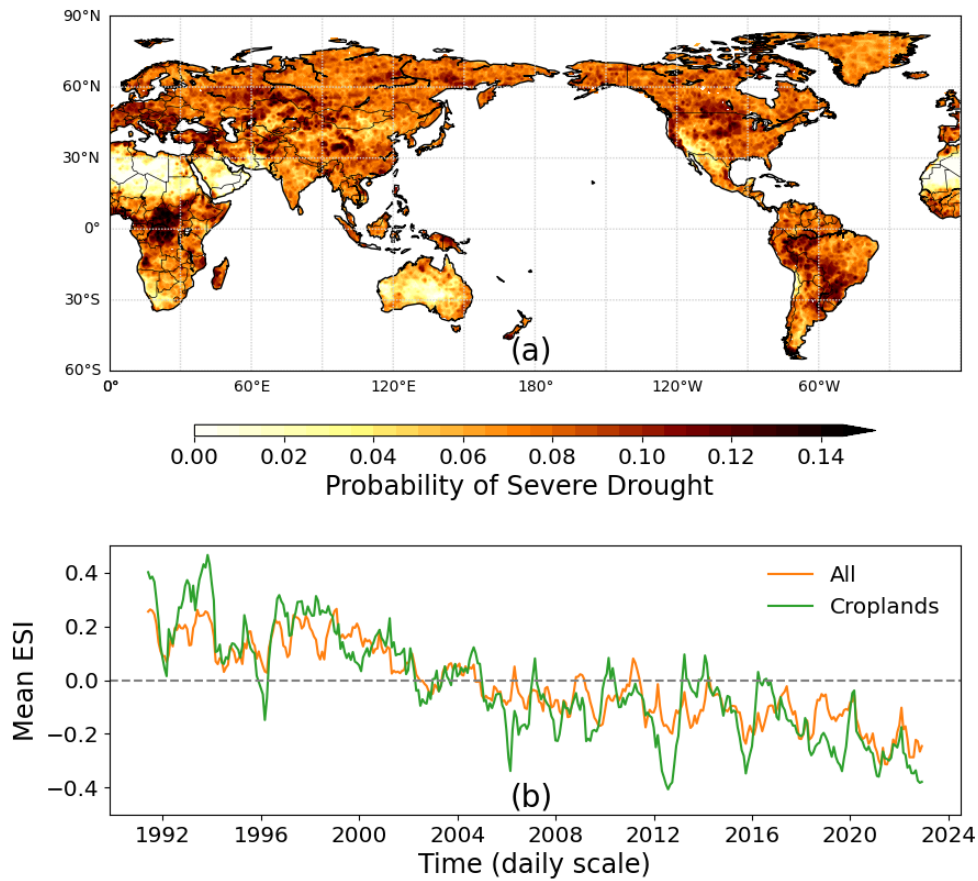 90°N
60°N
30°N
0°
30°S
60°S
(a)
0° 0° 60°E 120°E 180° 120°W 60°W
0.00 0.02 0.04 0.06 0.08 0.10 0.12 0.14
Probability of Severe Drought
0.4
0.2
0.0
−0.2
−0.4
Mean ESI
All
Croplands
(b)
1992 1996 2000 2004 2008 2012 2016 2020 2024
Time (daily scale)